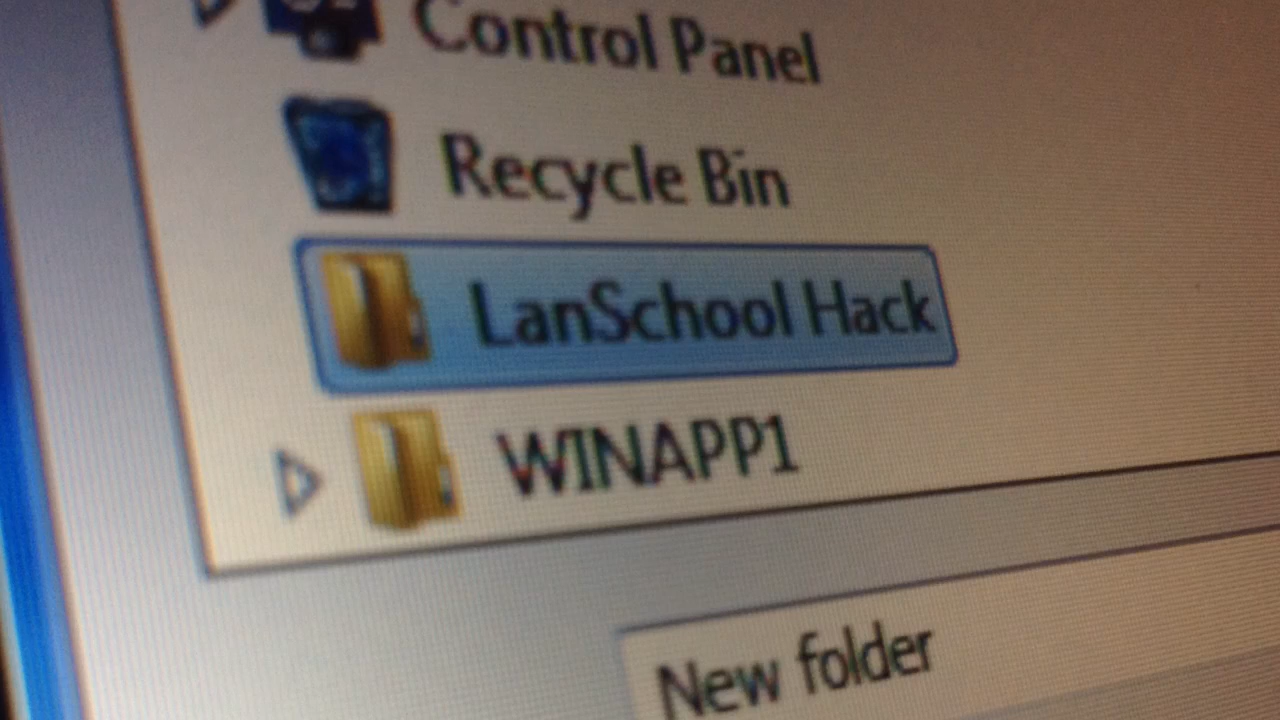 Control Panel
Recycle Bin
LanSchool Hack
WINAPP1
New folder